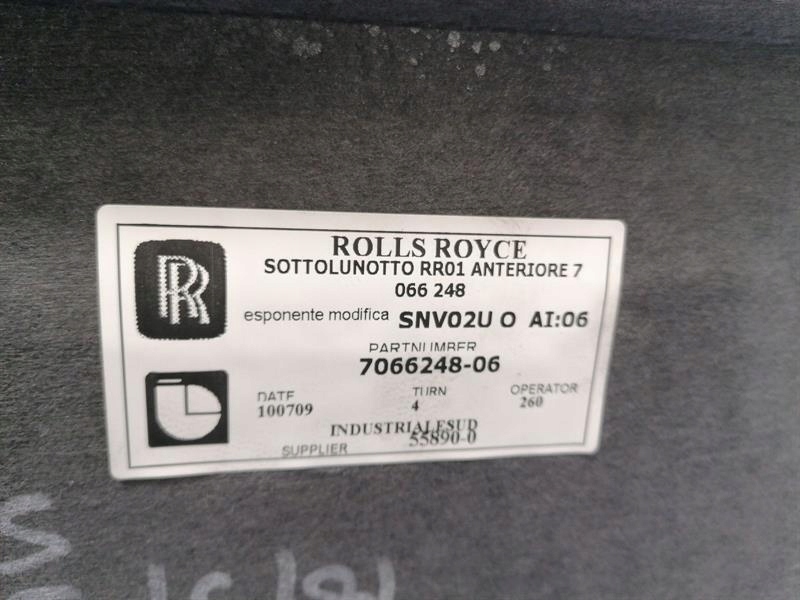 ROLLS ROYCE
SOTTOLUNOTTO RR01 ANTERIORE 7
066 248
esponente modifica SNV02U O AI:06
PARTNUMBER
7066248-06
DATE TURN OPERATOR
100709 4 260
INDUSTRIALESUD
SUPPLIER 55890-0